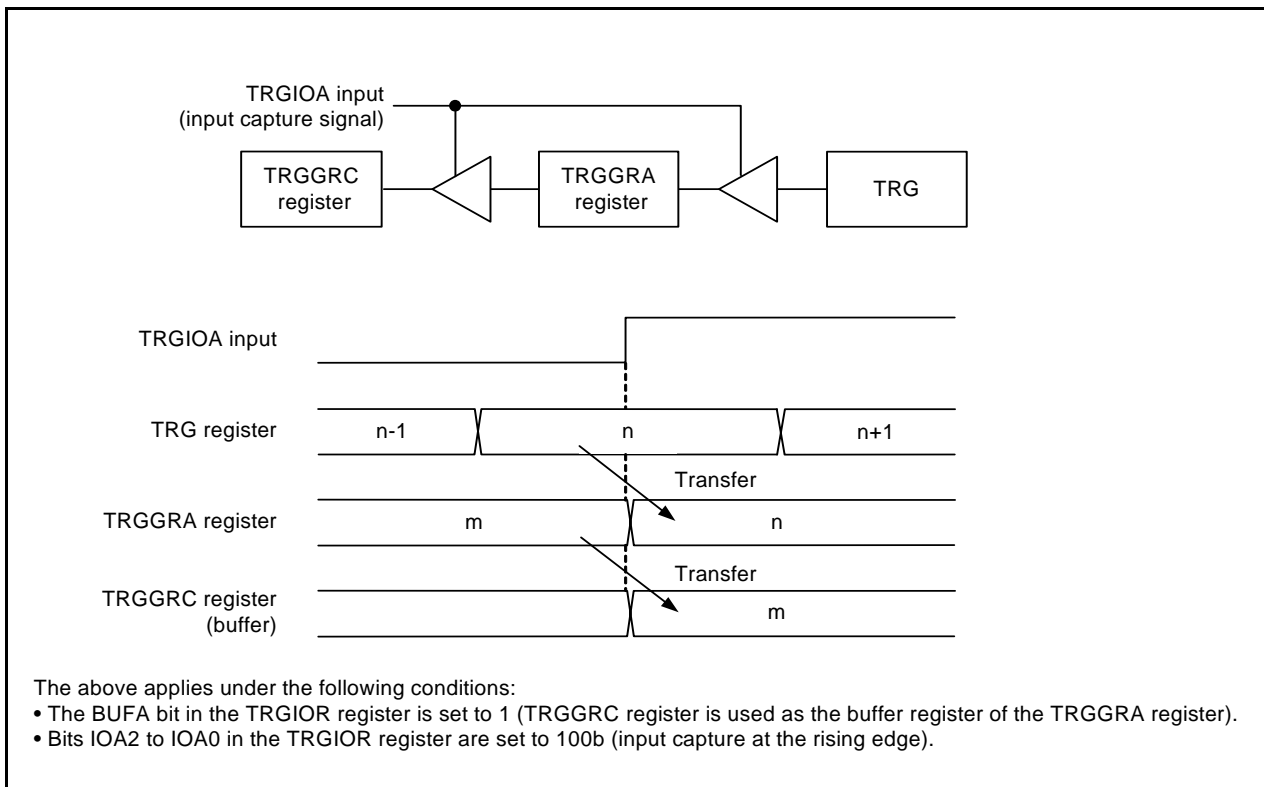 TRGIOA input
(input capture signal)
TRGGRC
register
TRGGRA
register
TRG
TRGIOA input
TRG register
n-1
n
n+1
Transfer
TRGGRA register
m
n
Transfer
TRGGRC register
(buffer)
m
The above applies under the following conditions:
• The BUFA bit in the TRGIOR register is set to 1 (TRGGRC register is used as the buffer register of the TRGGRA register).
• Bits IOA2 to IOA0 in the TRGIOR register are set to 100b (input capture at the rising edge).